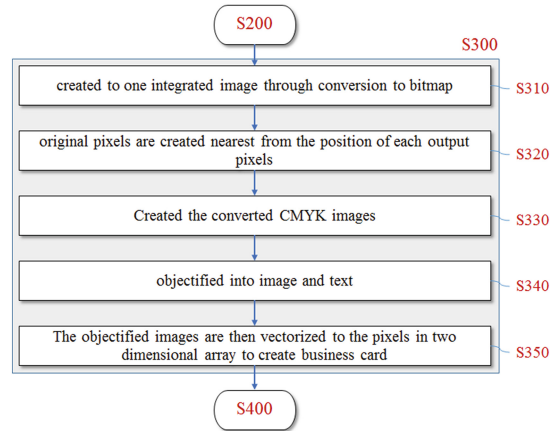 S200
S300
created to one integrated image through conversion to bitmap
S310
original pixels are created nearest from the position of each output
pixels
S320
Created the converted CMYK images
S330
objectified into image and text
S340
The objectified images are then vectorized to the pixels in two
dimensional array to create business card
S350
S400